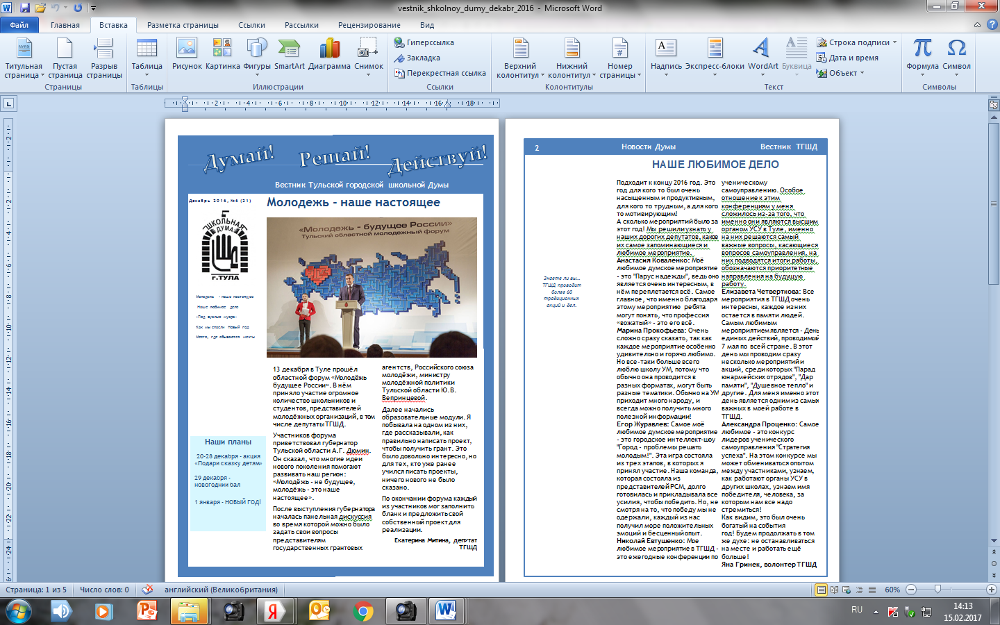 vestnik_shkolnoy_dumy_dekabr_2016 - Microsoft Word
Файл Главная Вставка Разметка страницы Ссылки Рассылки Рецензирование Вид
Титульная страница
Пустая страница
Разрыв страницы
Таблица
Рисунок
Картинка
Фигуры
SmartArt
Диаграмма
Снимок
Гиперссылка
Закладка
Перекрестная ссылка
Верхний колонтитул
Нижний колонтитул
Номер страницы
Надпись
Экспресс-блоки
WordArt
Буквица
Строка подписи
Дата и время
Объект
Формула
Символ
Страницы Таблицы Иллюстрации Ссылки Колонтитулы Текст Символы
2 4 6 8 10 12 14 16 18
Думай! Решай! Действуй!
Вестник Тульской городской школьной Думы
Декабрь 2016, №6 (21)
ШКОЛЬНАЯ
ДУМА
г.ТУЛА
Молодежь - наше настоящее
Наше любимое дело
«Под вуалью муара»
Как мы спасли Новый год
Место, где сбываются мечты
Наши планы
20-28 декабря - акция
«Подари сказку детям»
29 декабря -
новогодний бал
1 января - НОВЫЙ ГОД!
Молодежь - наше настоящее
«Молодежь - будущее России»
Тульский областной молодежный форум
13 декабря в Туле прошёл
областной форум «Молодёжь
будущее России». В нём
приняло участие огромное
количество школьников и
студентов, представителей
молодёжных организаций, в том
числе депутаты ТГШД.
Участников форума
приветствовал губернатор
Тульской области А.Г. Дюмин.
Он сказал, что многие идеи
нового поколения помогают
развивать наш регион:
«Молодёжь - не будущее,
молодёжь - это наше
настоящее».
После выступления губернатора
началась панельная дискуссия
во время которой можно было
задать свои вопросы
представителям
государственных грантовых
агентств, Российского союза
молодёжи, министру
молодёжной политики
Тульской области Ю.В.
Вепринцевой.
Далее начались
образовательные модули. Я
побывала на одном из них,
где рассказывали, как
правильно написать проект,
чтобы получить грант. Это
было довольно интересно, но
для тех, кто уже ранее
учился писать проекты,
ничего нового не было
сказано.
По окончании форума каждый
из участников мог заполнить
бланк и предложить свой
собственный проект для
реализации.
Екатерина Митина, депутат
ТГШД
2 Новости Думы Вестник ТГШД
НАШЕ ЛЮБИМОЕ ДЕЛО
Знаете ли вы...
ТГШД проводит
более 60
традиционных
акций и дел.
Подходит к концу 2016 год. Это
год для кого то был очень
насыщенным и продуктивным,
для кого то трудным, а для кого
то мотивирующим!
А сколько мероприятий было за
этот год! Мы решили узнать у
наших дорогих депутатов, какое
их самое запоминающиеся и
любимое мероприятие.
Анастасия Коваленко: Моё
любимое думское мероприятие
- это "Парус надежды", ведь оно
является очень интересным, в
нём переплетается всё. Самое
главное, что именно благодаря
этому мероприятию ребята
могут понять, что профессия
«вожатый» - это его всё.
Марина Прокофьева: Очень
сложно сразу сказать, так как
каждое мероприятие особенно
удивительно и горячо любимо.
Но все-таки больше всего
люблю школу УМ, потому что
обычно она проводится в
разных форматах, могут быть
разные тематики. Обычно на УМ
приходит много народу, и
всегда можно получить много
полезной информации!
Егор Журавлев: Самое моё
любимое думское мероприятие
- это городское интеллект-шоу
"Город - проблемы решать
молодым!". Эта игра состояла
из трех этапов, в которых я
принял участие. Наша команда,
которая состояла из
представителей РСМ, долго
готовилась и прикладывала все
усилия, чтобы победить. Но, не
смотря на то, что победу мы не
одержали, каждый из нас
получил море положительных
эмоций и бесценный опыт.
Николай Евтушенко: Мое
любимое мероприятие в ТГШД -
это ежегодные конференции по
ученическому
самоуправлению. Особое
отношение к этим
конференциям у меня
сложилось из-за того, что
именно они являются высшим
органом УСУ в Туле, именно
на них решаются самый
важные вопросы, касающиеся
вопросов самоуправления, на
них подводятся итоги работы,
обозначаются приоритетные
направления на будущую
работу.
Елизавета Четверткова: Все
мероприятия в ТГШД очень
интересны, каждое из них
остается в памяти людей.
Самым любимым
мероприятием является - День
единых действий, проводимый
7 мая по всей стране. В этот
день мы проводим сразу
несколько мероприятий и
акций, среди которых "Парад
юнармейских отрядов", "Дар
памяти", "Душевное тепло" и
другие. Для меня именно этот
день является одним из самых
важных в моей работе в
ТГШД.
Александра Проценко: Самое
любимое - это конкурс
лидеров ученического
самоуправления "Стратегия
успеха". На этом конкурсе мы
может обмениваться опытом
между участниками, узнаем,
как работают органы УСУ в
других школах, узнаем имя
победителя, человека, за
которым нам все надо
стремиться!
Как видим, это был очень
богатый на события
год! Будем продолжать в том
же духе: не останавливаться
на месте и работать ещё
больше!
Яна Гринек, волонтер ТГШД
Страница: 1 из 5 Число слов: 0 английский (Великобритания) 60%
RU 14:13
15.02.2017